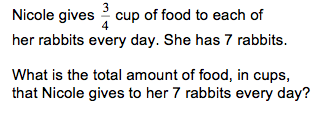 Nicole gives 3/4 cup of food to each of
her rabbits every day. She has 7 rabbits.
What is the total amount of food, in cups,
that Nicole gives to her 7 rabbits every day?